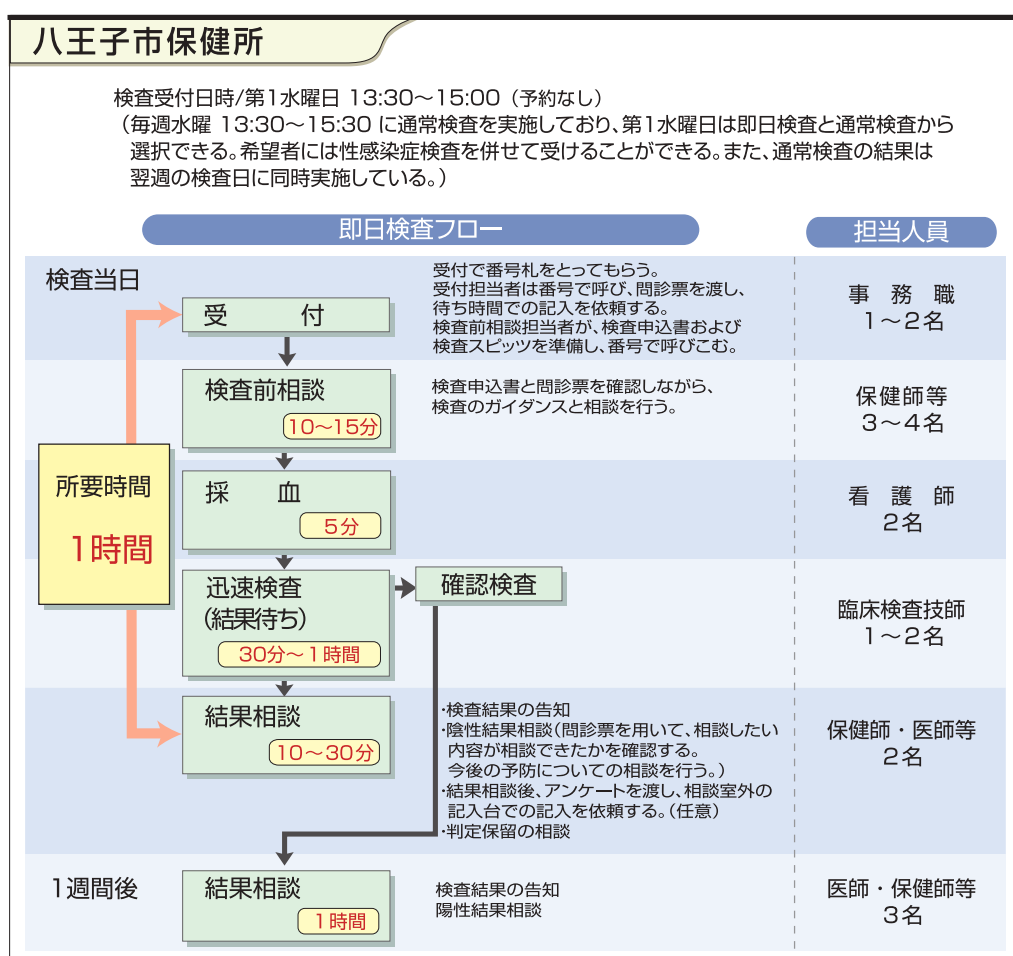 八王子市保健所
検査受付日時/第1水曜日 13:30〜15:00（予約なし）
（毎週水曜 13:30〜15:30 に通常検査を実施しており、第1水曜日は即日検査と通常検査から
選択できる。希望者には性感染症検査を併せて受けることができる。また、通常検査の結果は
翌週の検査日に同時実施している。）
即日検査フロー
担当人員
検査当日
受　付
受付で番号札をとってもらう。
受付担当者は番号で呼び、問診票を渡し、
待ち時間での記入を依頼する。
検査前相談担当者が、検査申込書および
検査スピッツを準備し、番号で呼びこむ。
事 務 職
1〜2名
検査前相談
10〜15分
検査申込書と問診票を確認しながら、
検査のガイダンスと相談を行う。
保健師等
3〜4名
所要時間
1時間
採　血
5分
看 護 師
2名
迅速検査
（結果待ち）
30分〜1時間
確認検査
臨床検査技師
1〜2名
結果相談
10〜30分
・検査結果の告知
・陰性結果相談（問診票を用いて、相談したい
内容が相談できたかを確認する。
今後の予防についての相談を行う。）
・結果相談後、アンケートを渡し、相談室外の
記入台での記入を依頼する。（任意）
・判定保留の相談
保健師・医師等
2名
1週間後
結果相談
1時間
検査結果の告知
陽性結果相談
医師・保健師等
3名